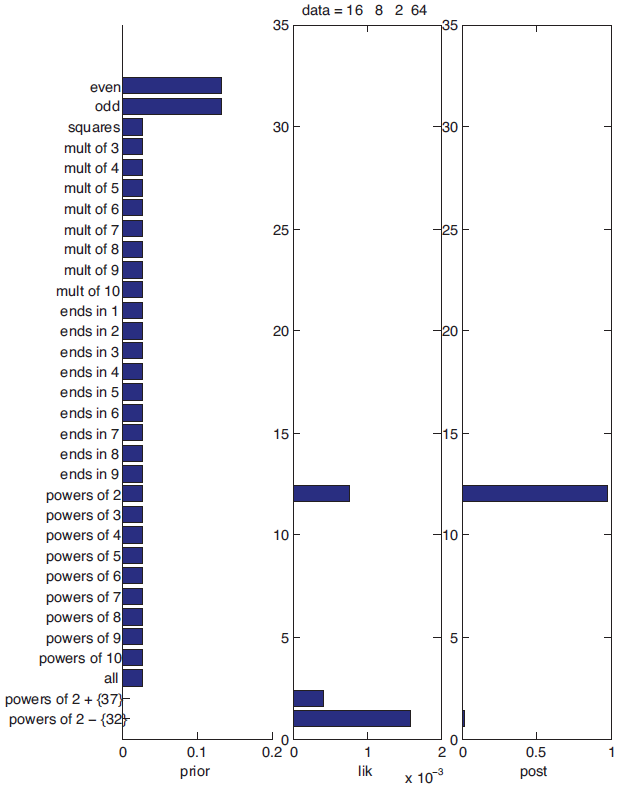 data = 16 8 2 64
even
odd
squares
mult of 3
mult of 4
mult of 5
mult of 6
mult of 7
mult of 8
mult of 9
mult of 10
ends in 1
ends in 2
ends in 3
ends in 4
ends in 5
ends in 6
ends in 7
ends in 8
ends in 9
powers of 2
powers of 3
powers of 4
powers of 5
powers of 6
powers of 7
powers of 8
powers of 9
powers of 10
all
powers of 2 + {37}
powers of 2 − {32}
0 0.1 0.2
prior
35
30
25
20
15
10
5
0
0 1 2
lik
x 10⁻³
35
30
25
20
15
10
5
0
0 0.5 1
post